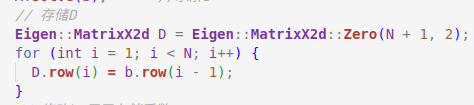 // 存储D
Eigen::MatrixX2d D = Eigen::MatrixX2d::Zero(N + 1, 2);
for (int i = 1; i < N; i++) {
D.row(i) = b.row(i - 1);
}